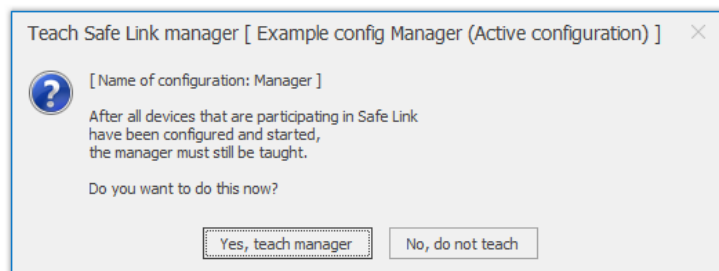 Teach Safe Link manager [ Example config Manager (Active configuration) ]
[ Name of configuration: Manager ]
After all devices that are participating in Safe Link
have been configured and started,
the manager must still be taught.
Do you want to do this now?
Yes, teach manager
No, do not teach